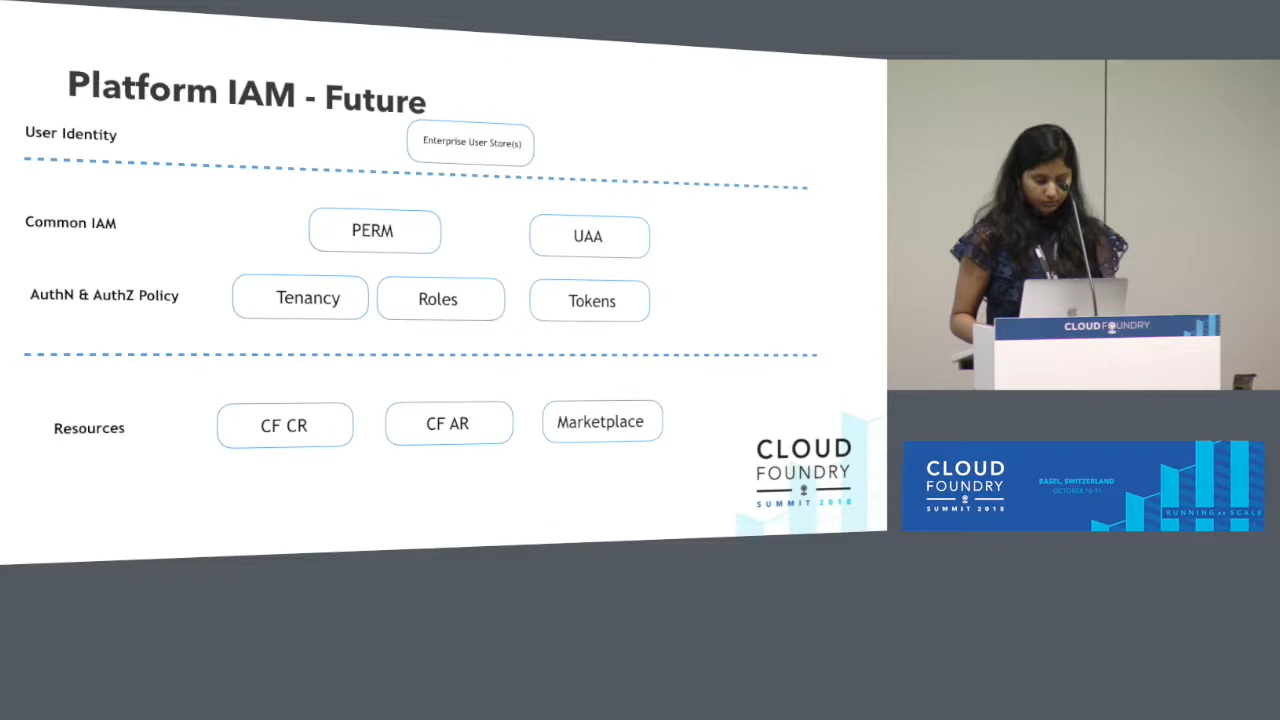 Platform IAM - Future
User Identity
Enterprise User Store(s)
Common IAM
PERM
UAA
AuthN & AuthZ Policy
Tenancy
Roles
Tokens
Resources
CF CR
CF AR
Marketplace
CLOUD
FOUNDRY
SUMMIT 2018
CLOUD FOUNDRY
CLOUD
FOUNDRY
SUMMIT 2018
BASEL, SWITZERLAND
OCTOBER 10-11
RUNNING at SCALE